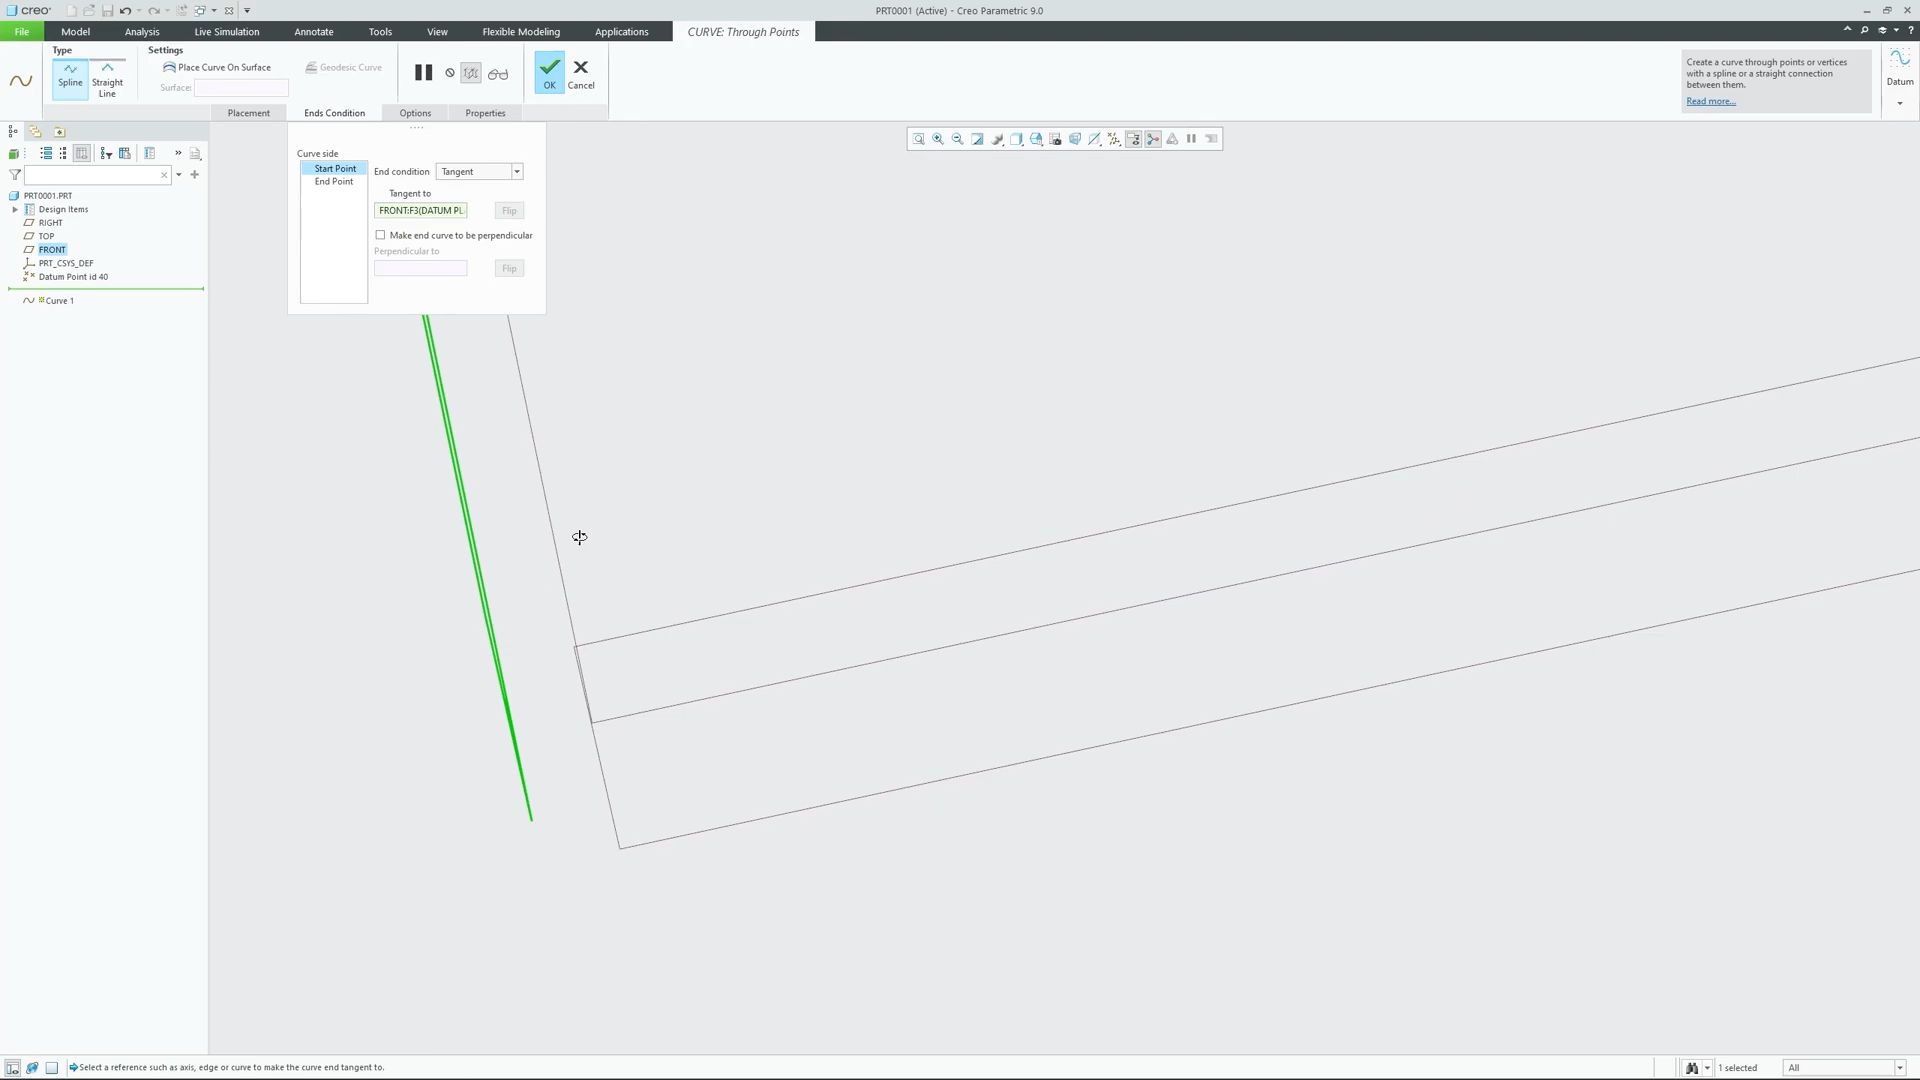 creo
PRT0001 (Active) - Creo Parametric 9.0
File
Model
Analysis
Live Simulation
Annotate
Tools
View
Flexible Modeling
Applications
CURVE: Through Points
Type
Settings
Spline
Straight
Line
Place Curve On Surface
Geodesic Curve
Surface:
OK
Cancel
Create a curve through points or vertices
with a spline or a straight connection
between them.
Read more...
Datum
Placement
Ends Condition
Options
Properties
Curve side
Start Point
End Point
End condition
Tangent
Tangent to
FRONT:F3(DATUM PL
Flip
Make end curve to be perpendicular
Perpendicular to
Flip
PRT0001.PRT
Design Items
RIGHT
TOP
FRONT
PRT_CSYS_DEF
Datum Point id 40
Curve 1
Select a reference such as axis, edge or curve to make the curve end tangent to.
1 selected
All